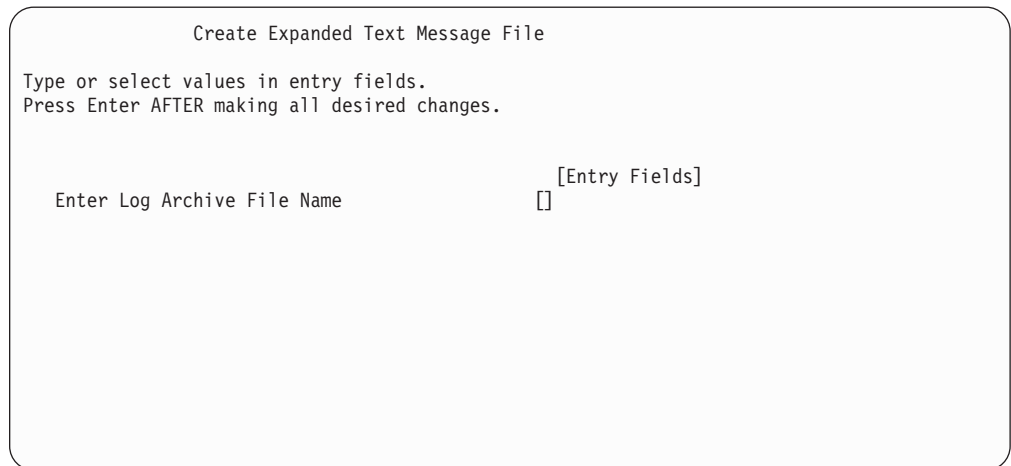 Create Expanded Text Message File
Type or select values in entry fields.
Press Enter AFTER making all desired changes.
[Entry Fields]
Enter Log Archive File Name []